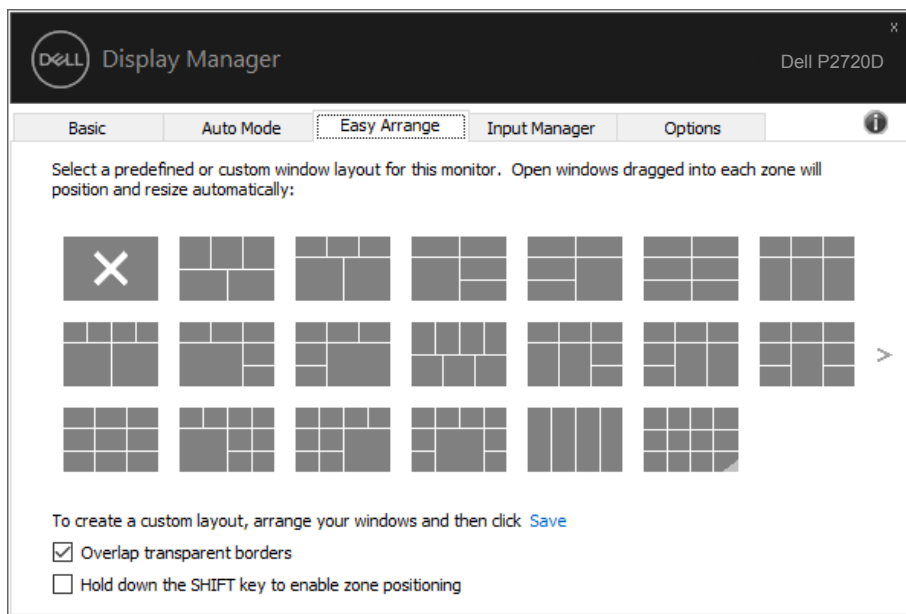 x
DELL
Display Manager
Dell P2720D
Basic
Auto Mode
Easy Arrange
Input Manager
Options
i
Select a predefined or custom window layout for this monitor.  Open windows dragged into each zone will
position and resize automatically:
>
To create a custom layout, arrange your windows and then click Save
Overlap transparent borders
Hold down the SHIFT key to enable zone positioning